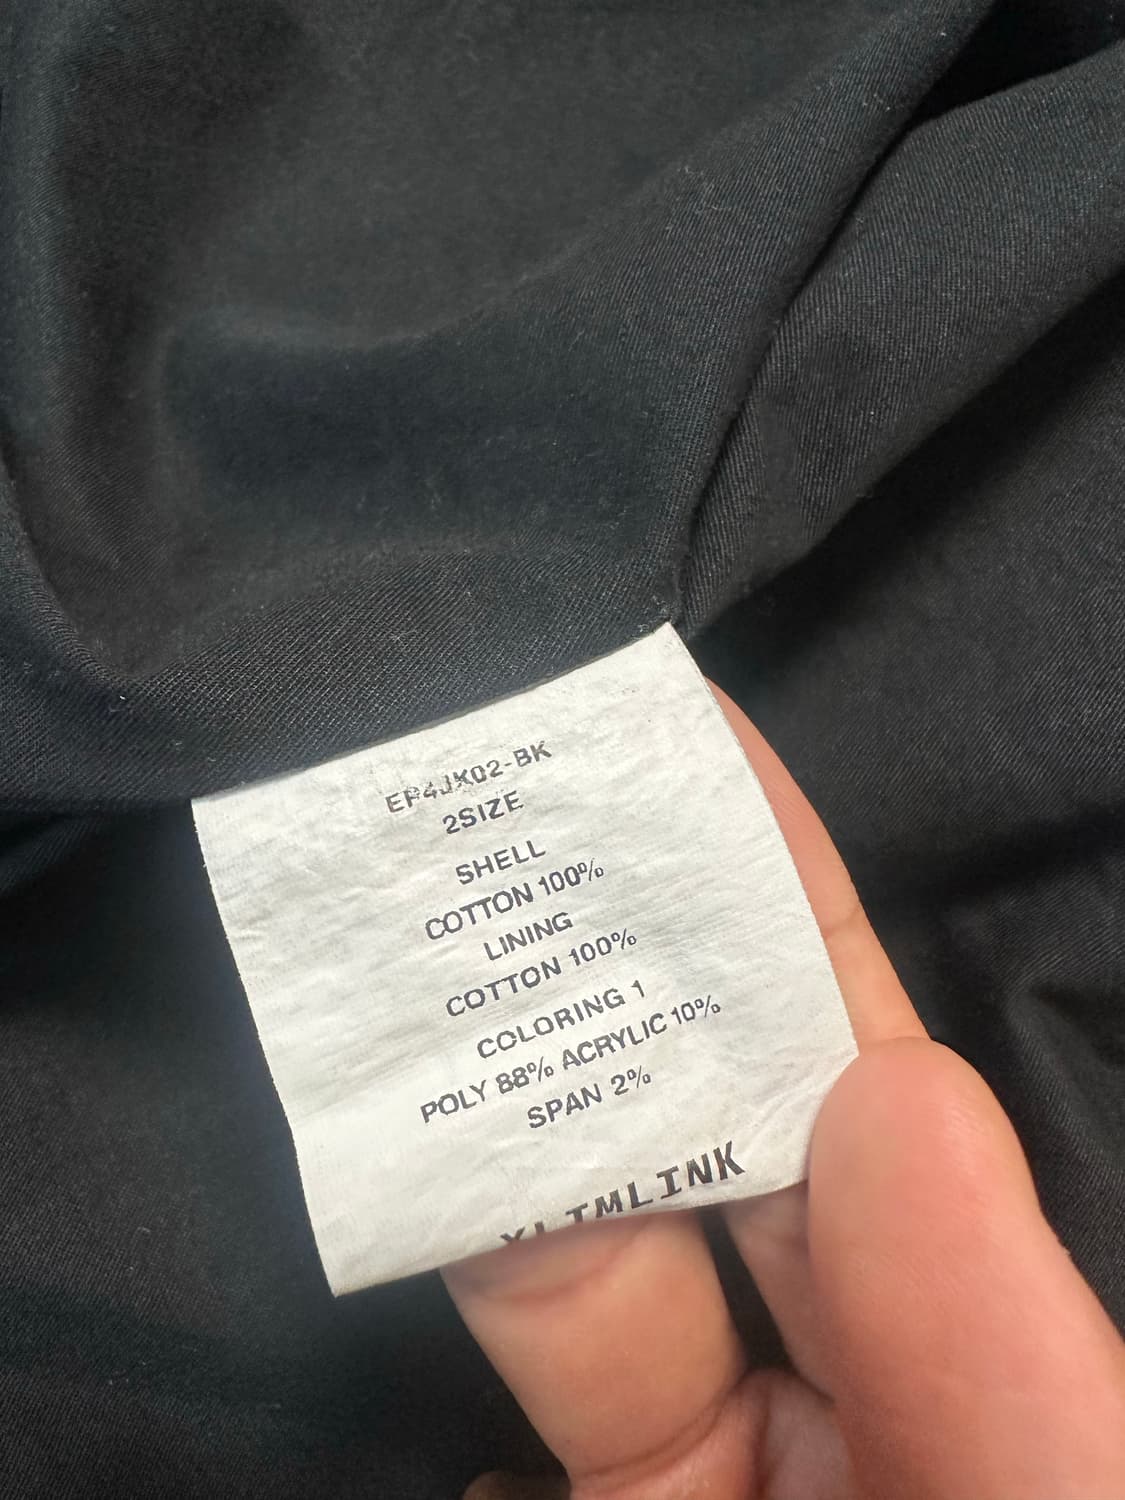 EP4JK02-BK
2SIZE
SHELL
COTTON 100%
LINING
COTTON 100%
COLORING 1
POLY 88% ACRYLIC 10%
SPAN 2%
XLIMLINK